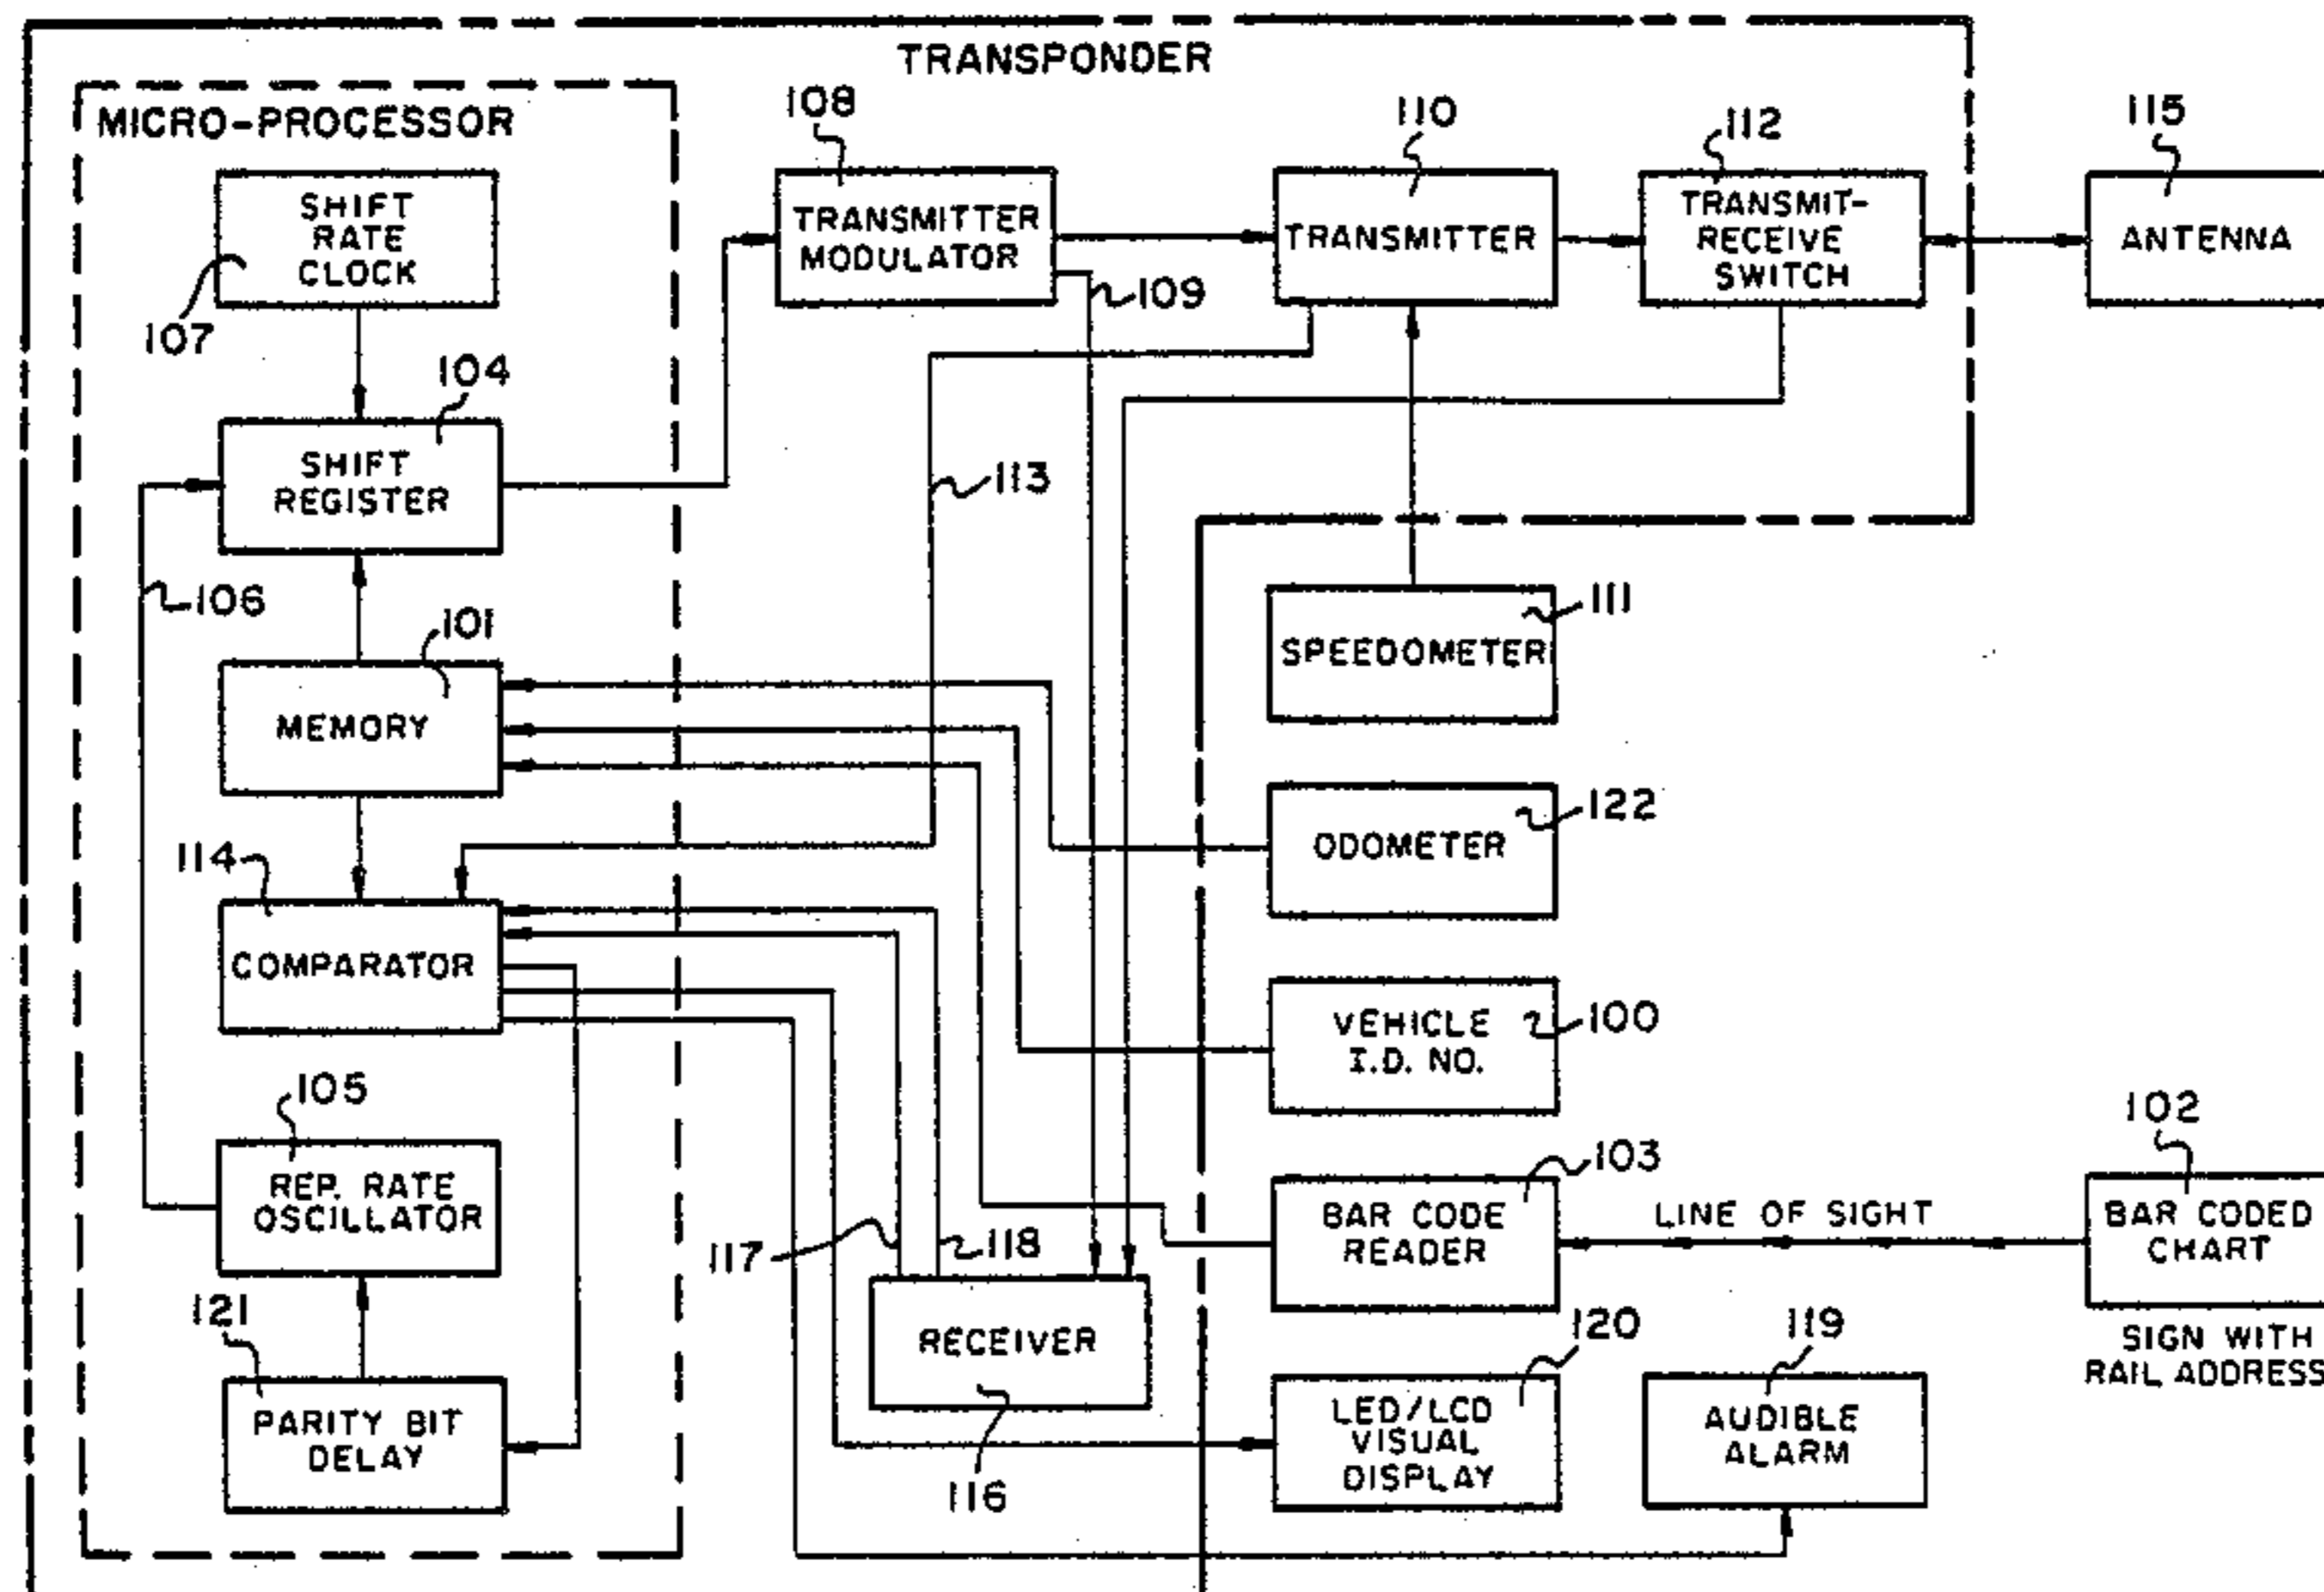 TRANSPONDER
MICRO-PROCESSOR
108
110
112
115
SHIFT
RATE
CLOCK
107
TRANSMITTER
MODULATOR
109
TRANSMITTER
TRANSMIT-
RECEIVE
SWITCH
ANTENNA
104
SHIFT
REGISTER
113
106
101
MEMORY
111
SPEEDOMETER
122
ODOMETER
114
COMPARATOR
100
VEHICLE
I.D. NO.
105
REP. RATE
OSCILLATOR
117
118
103
BAR CODE
READER
LINE OF SIGHT
102
BAR CODED
CHART
SIGN WITH
RAIL ADDRESS
121
PARITY BIT
DELAY
RECEIVER
116
120
LED/LCD
VISUAL
DISPLAY
119
AUDIBLE
ALARM